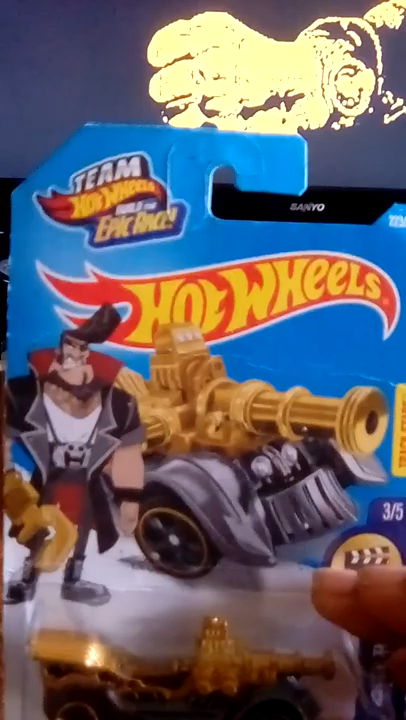 SANYO
TEAM
HOT WHEELS
BUILD THE
EPIC RACE!
HOT WHEELS
3/5